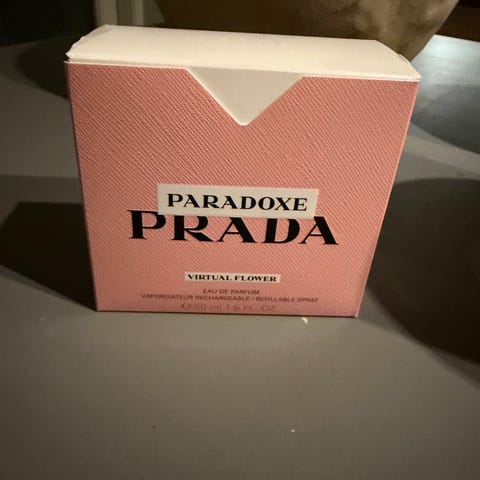 PARADOXE
PRADA
VIRTUAL FLOWER
EAU DE PARFUM
VAPORISATEUR RECHARGEABLE / REFILLABLE SPRAY
℮ 50 ml 1.6 FL. OZ